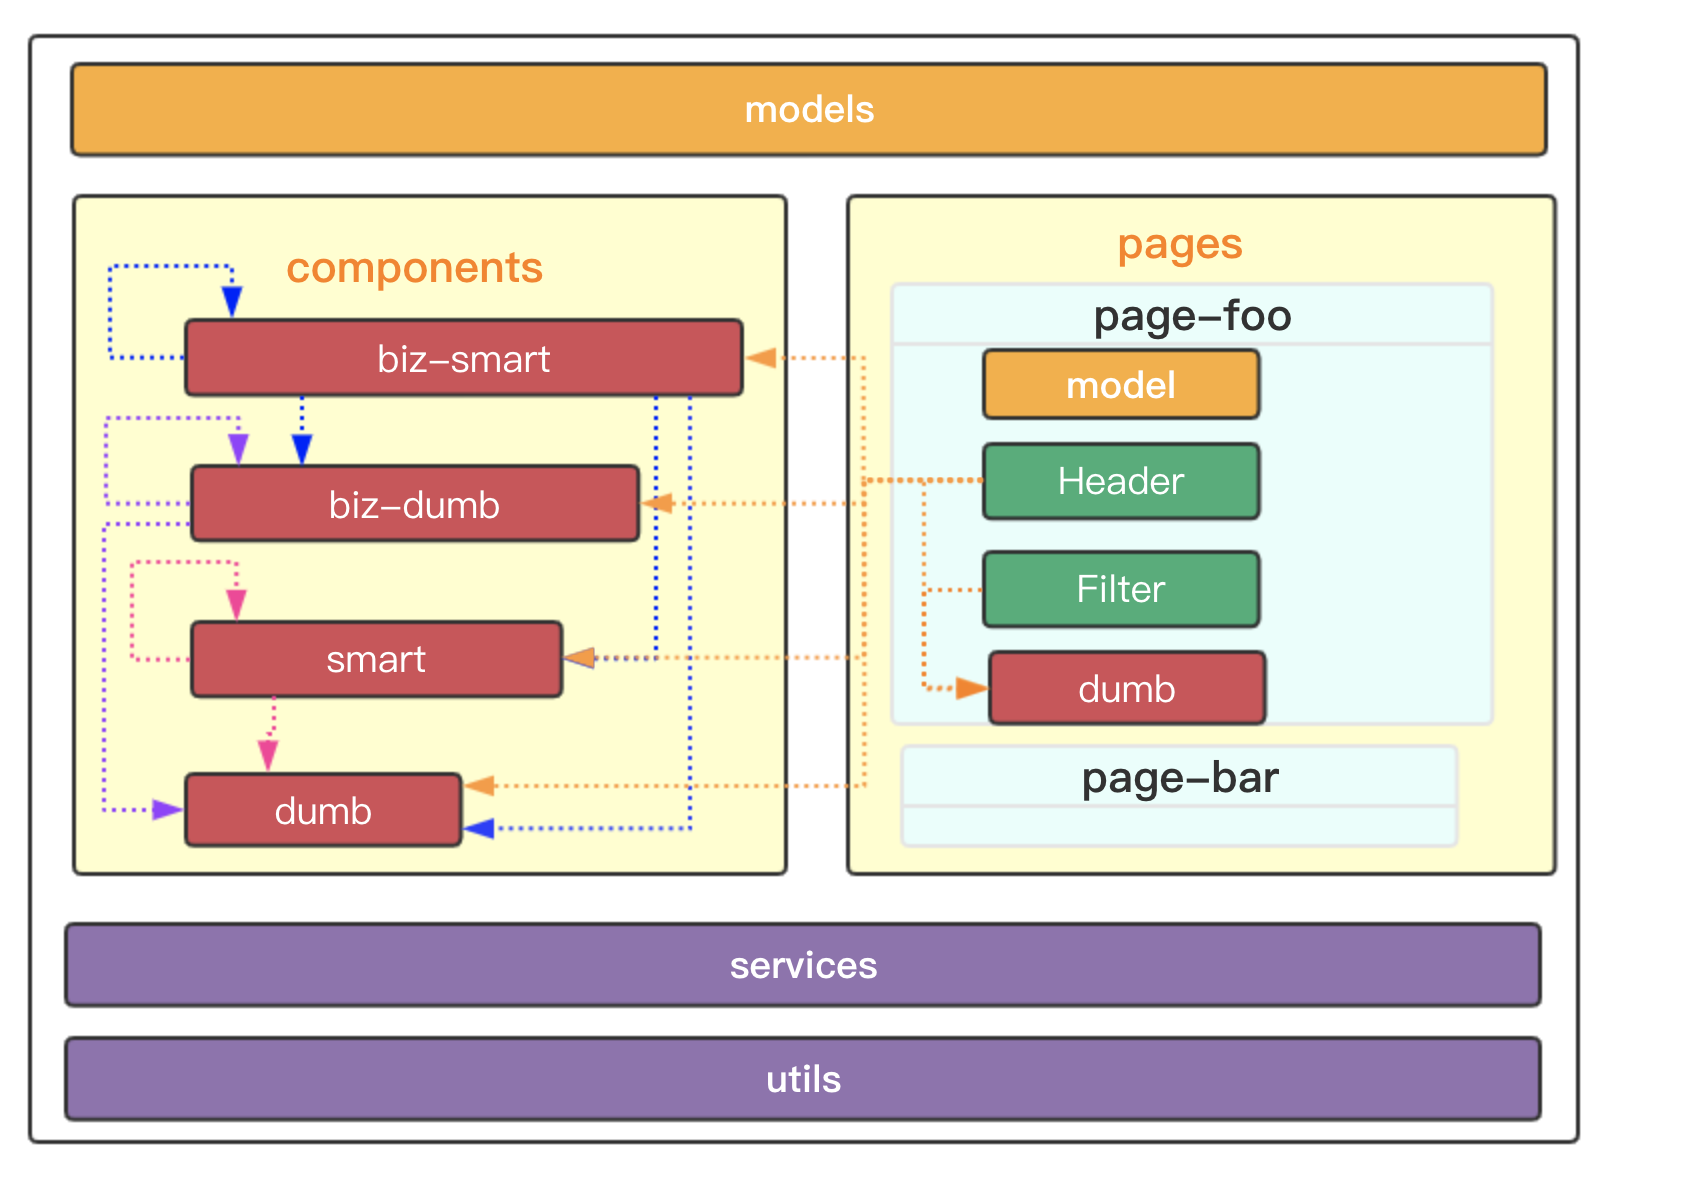 models
components
biz-smart
biz-dumb
smart
dumb
pages
page-foo
model
Header
Filter
dumb
page-bar
services
utils